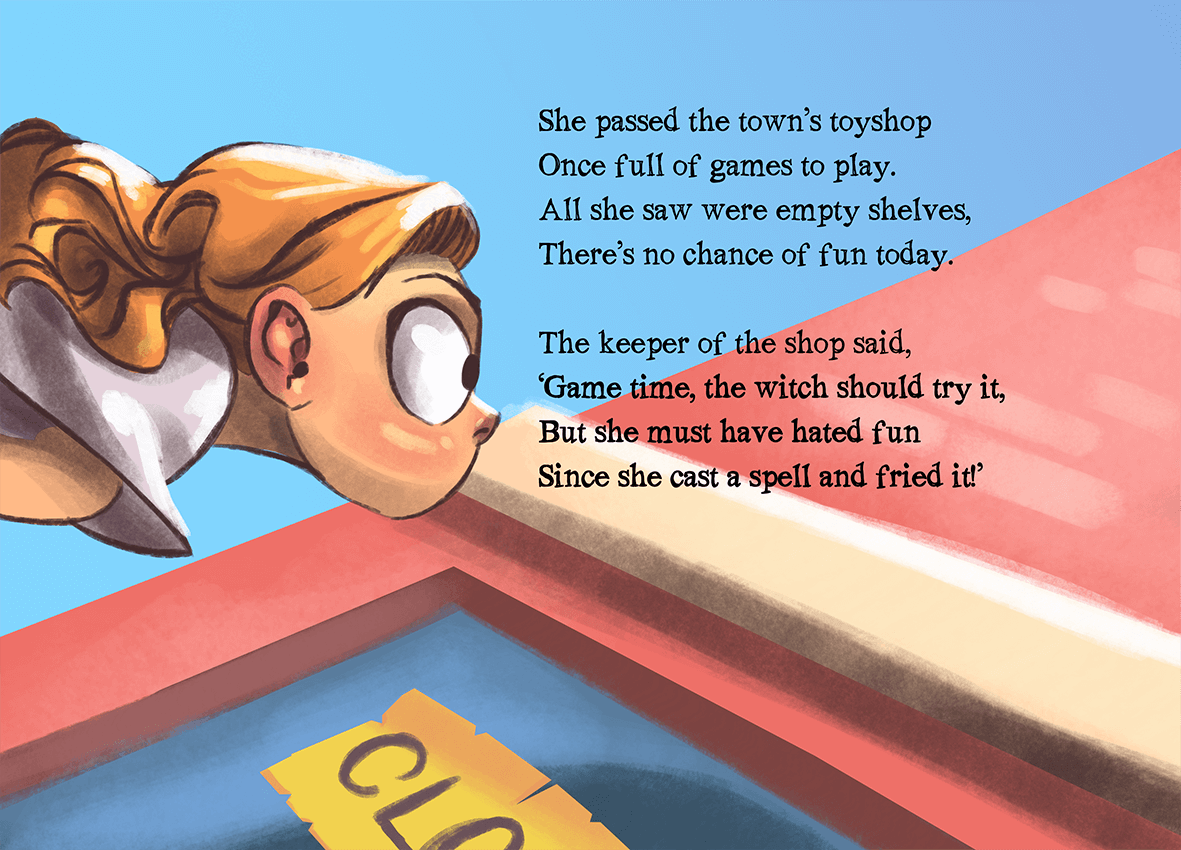 She passed the town’s toyshop
Once full of games to play.
All she saw were empty shelves,
There’s no chance of fun today.
The keeper of the shop said,
‘Game time, the witch should try it,
But she must have hated fun
Since she cast a spell and fried it!’
CLO